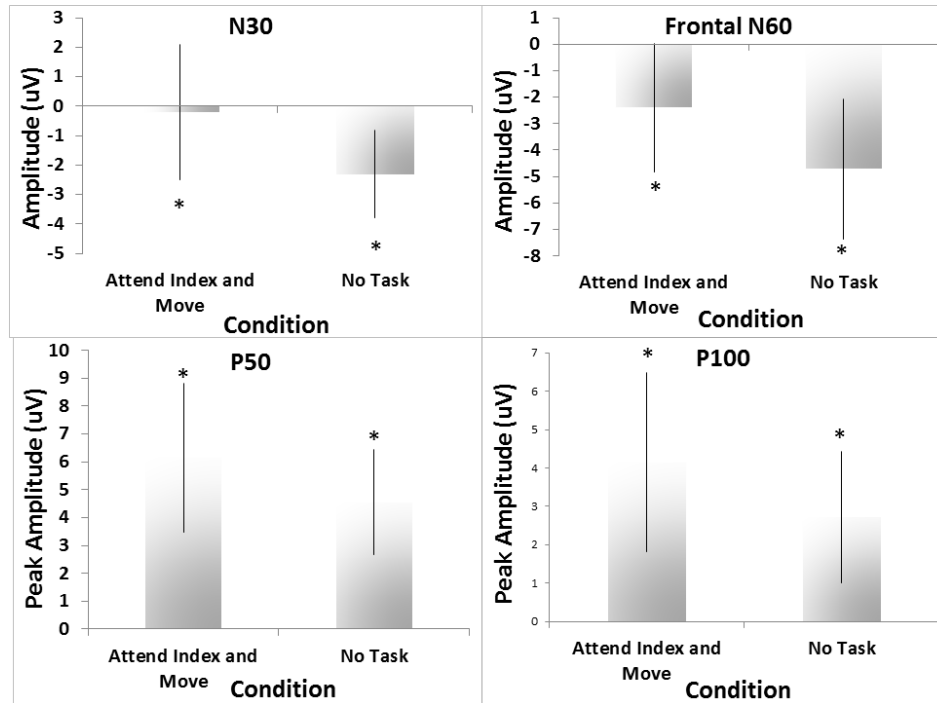 N30
Amplitude (uV)
3
2
1
0
-1
-2
-3
-4
-5
*
*
Attend Index and
Move
No Task
Condition
Frontal N60
Amplitude (uV)
1
0
-1
-2
-3
-4
-5
-6
-7
-8
*
*
Attend Index and
Move
No Task
Condition
P50
Peak Amplitude (uV)
10
9
8
7
6
5
4
3
2
1
0
*
*
Attend Index and
Move
No Task
Condition
P100
Peak Amplitude (uV)
7
6
5
4
3
2
1
0
*
*
Attend Index and
Move
No Task
Condition